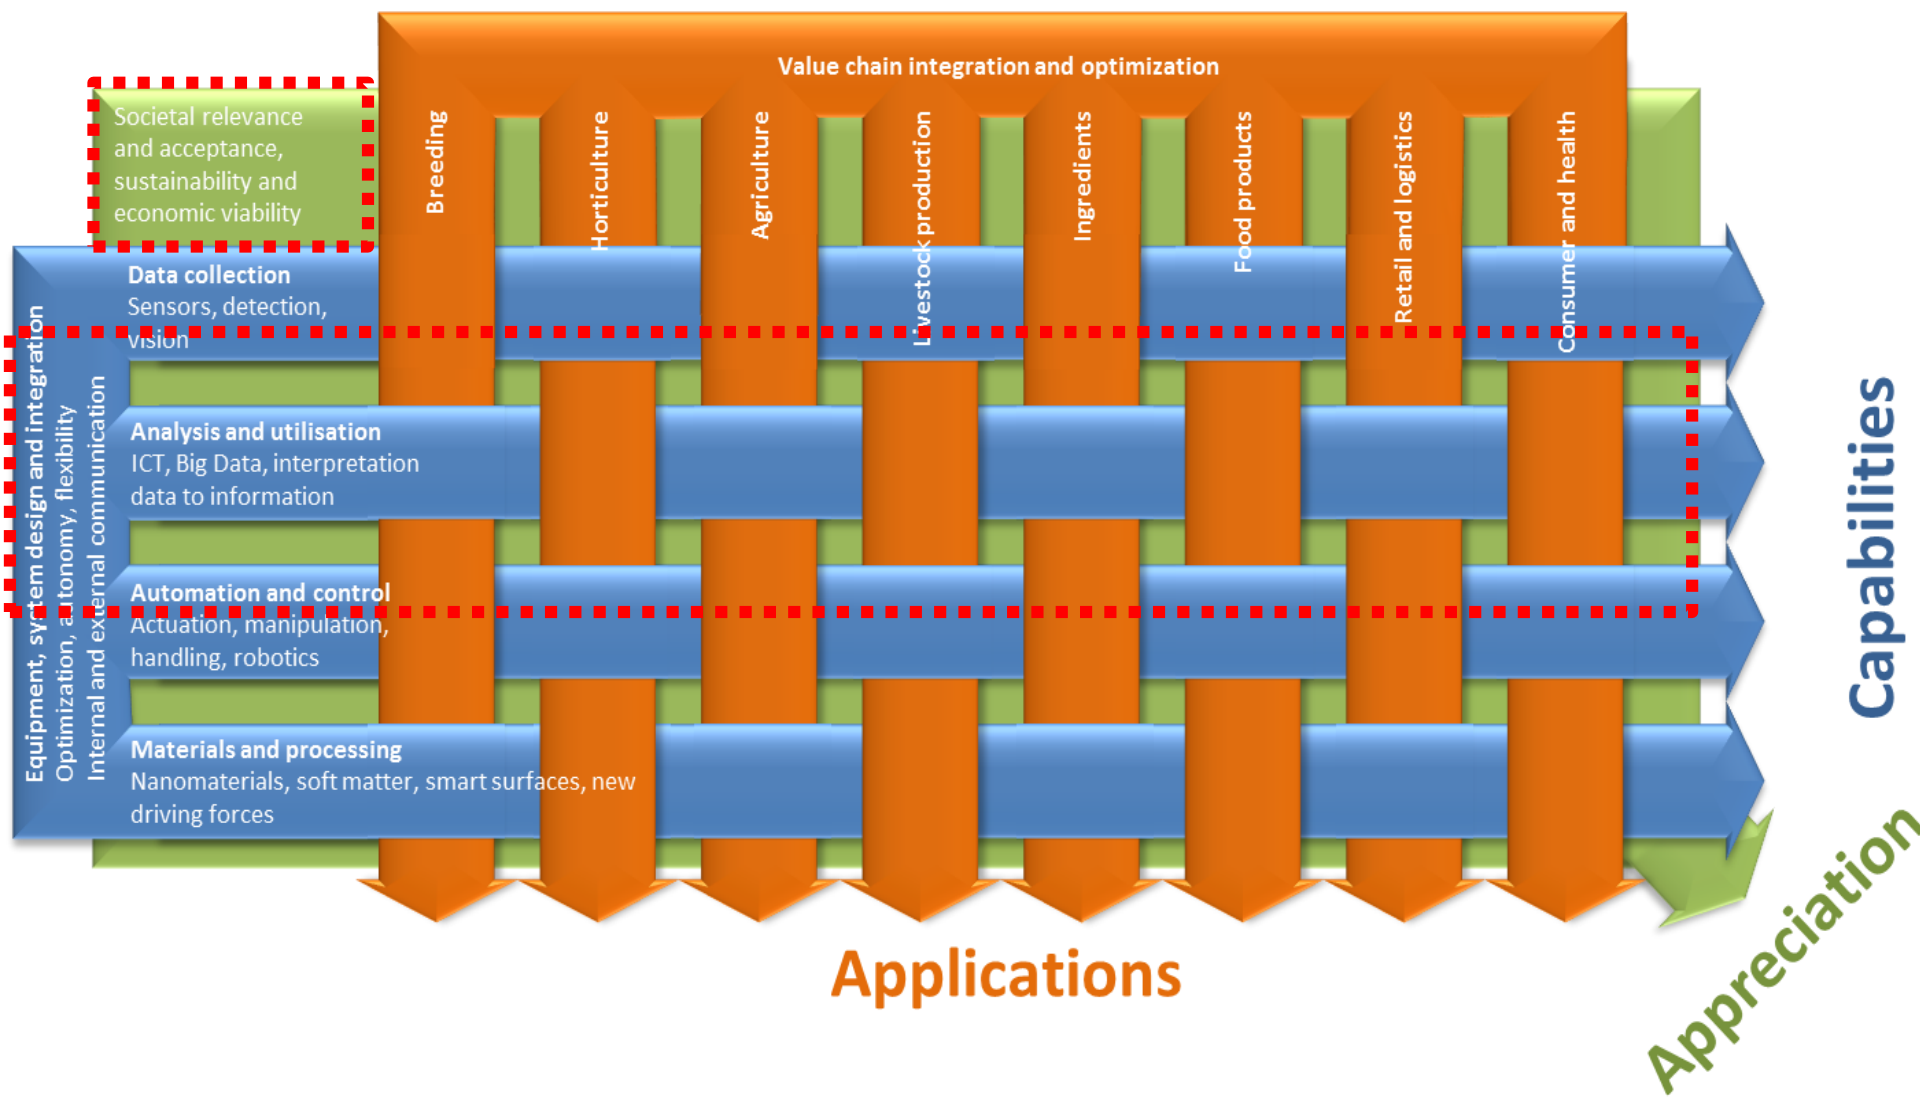 Value chain integration and optimization
Societal relevance
and acceptance,
sustainability and
economic viability
Breeding
Horticulture
Agriculture
Livestock production
Ingredients
Food products
Retail and logistics
Consumer and health
Equipment, system design and integration
Optimization, autonomy, flexibility
Internal and external communication
Data collection
Sensors, detection,
vision
Analysis and utilisation
ICT, Big Data, interpretation
data to information
Automation and control
Actuation, manipulation,
handling, robotics
Materials and processing
Nanomaterials, soft matter, smart surfaces, new
driving forces
Capabilities
Applications
Appreciation